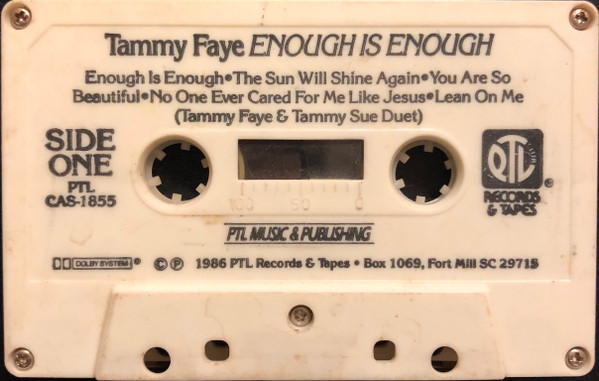 Tammy Faye ENOUGH IS ENOUGH
Enough Is Enough•The Sun Will Shine Again•You Are So
Beautiful•No One Ever Cared For Me Like Jesus•Lean On Me
(Tammy Faye & Tammy Sue Duet)
SIDE
ONE
PTL
CAS-1855
100 50 0
PTL
RECORDS
& TAPES
®
PTL MUSIC & PUBLISHING
DOLBY SYSTEM ® © ℗ 1986 PTL Records & Tapes • Box 1069, Fort Mill SC 29715